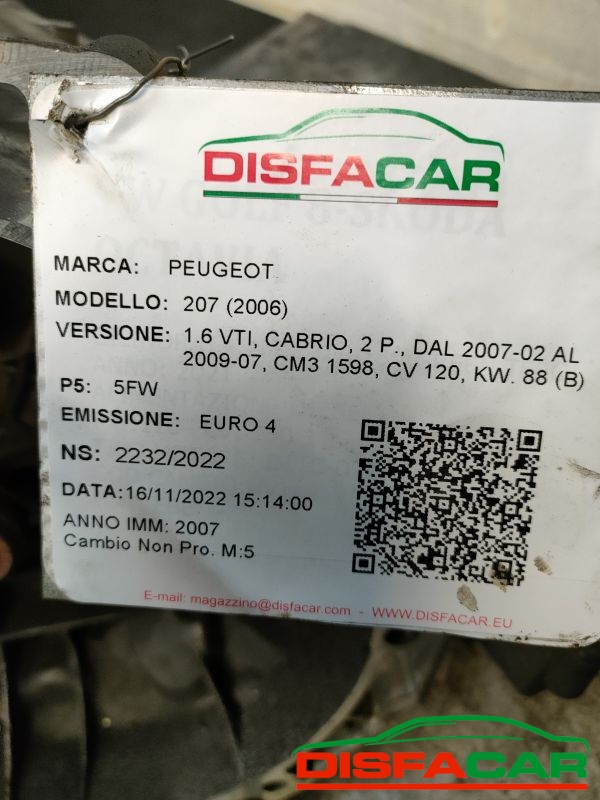 DISFACAR
MARCA: PEUGEOT
MODELLO: 207 (2006)
VERSIONE: 1.6 VTI, CABRIO, 2 P., DAL 2007-02 AL
2009-07, CM3 1598, CV 120, KW. 88 (B)
P5: 5FW
EMISSIONE: EURO 4
NS: 2232/2022
DATA:16/11/2022 15:14:00
ANNO IMM: 2007
Cambio Non Pro. M:5
E-mail: magazzino@disfacar.com - WWW.DISFACAR.EU
DISFACAR